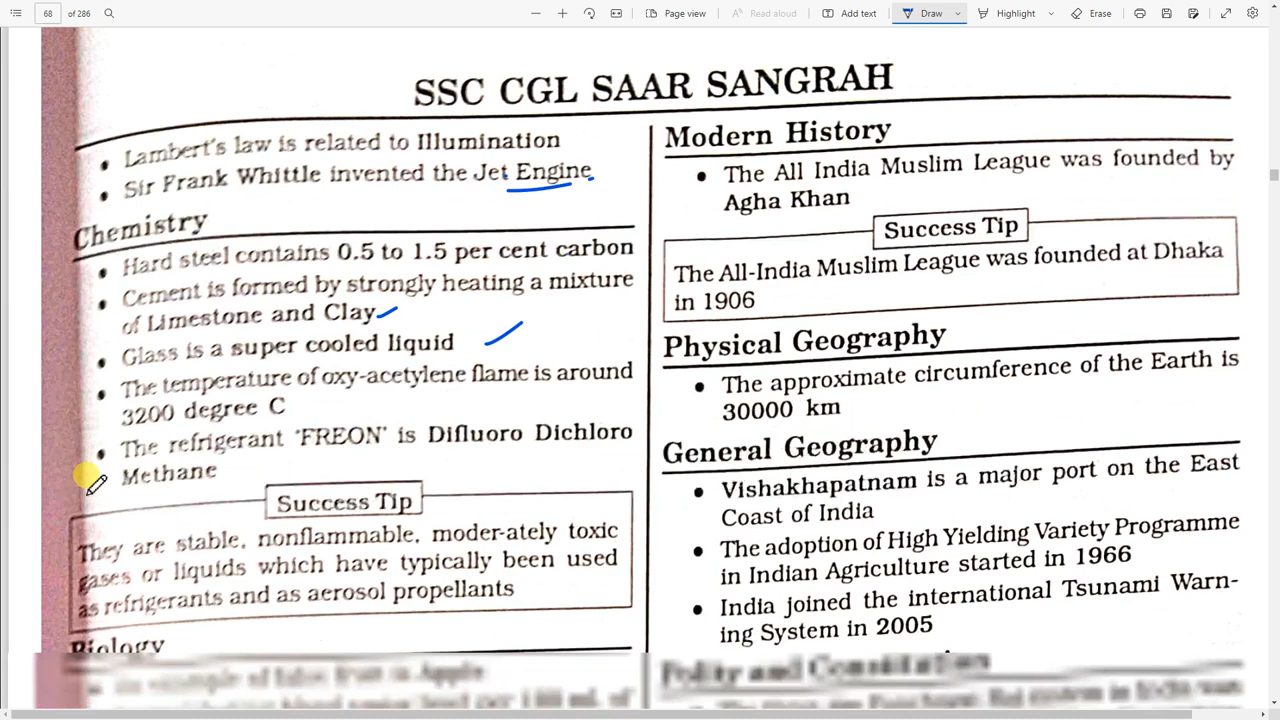 68 of 286
Page view
Read aloud
Add text
Draw
Highlight
Erase
SSC CGL SAAR SANGRAH
• Lambert's law is related to Illumination
• Sir Frank Whittle invented the Jet Engine.
Chemistry
• Hard steel contains 0.5 to 1.5 per cent carbon
• Cement is formed by strongly heating a mixture
of Limestone and Clay
• Glass is a super cooled liquid
• The temperature of oxy-acetylene flame is around
3200 degree C
• The refrigerant 'FREON' is Difluoro Dichloro
Methane
Success Tip
They are stable, nonflammable, moder-ately toxic
gases or liquids which have typically been used
as refrigerants and as aerosol propellants
Biology
Modern History
• The All India Muslim League was founded by
Agha Khan
Success Tip
The All-India Muslim League was founded at Dhaka
in 1906
Physical Geography
• The approximate circumference of the Earth is
30000 km
General Geography
• Vishakhapatnam is a major port on the East
Coast of India
• The adoption of High Yielding Variety Programme
in Indian Agriculture started in 1966
• India joined the international Tsunami Warn-
ing System in 2005
Polity and Constitution